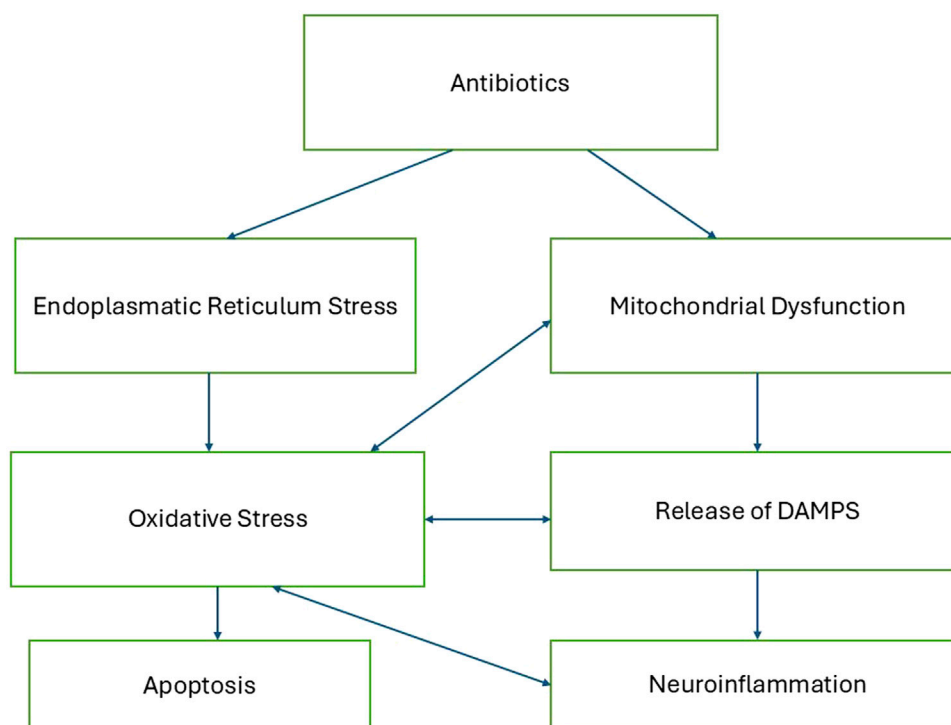 Antibiotics
Endoplasmatic Reticulum Stress
Mitochondrial Dysfunction
Oxidative Stress
Release of DAMPS
Apoptosis
Neuroinflammation